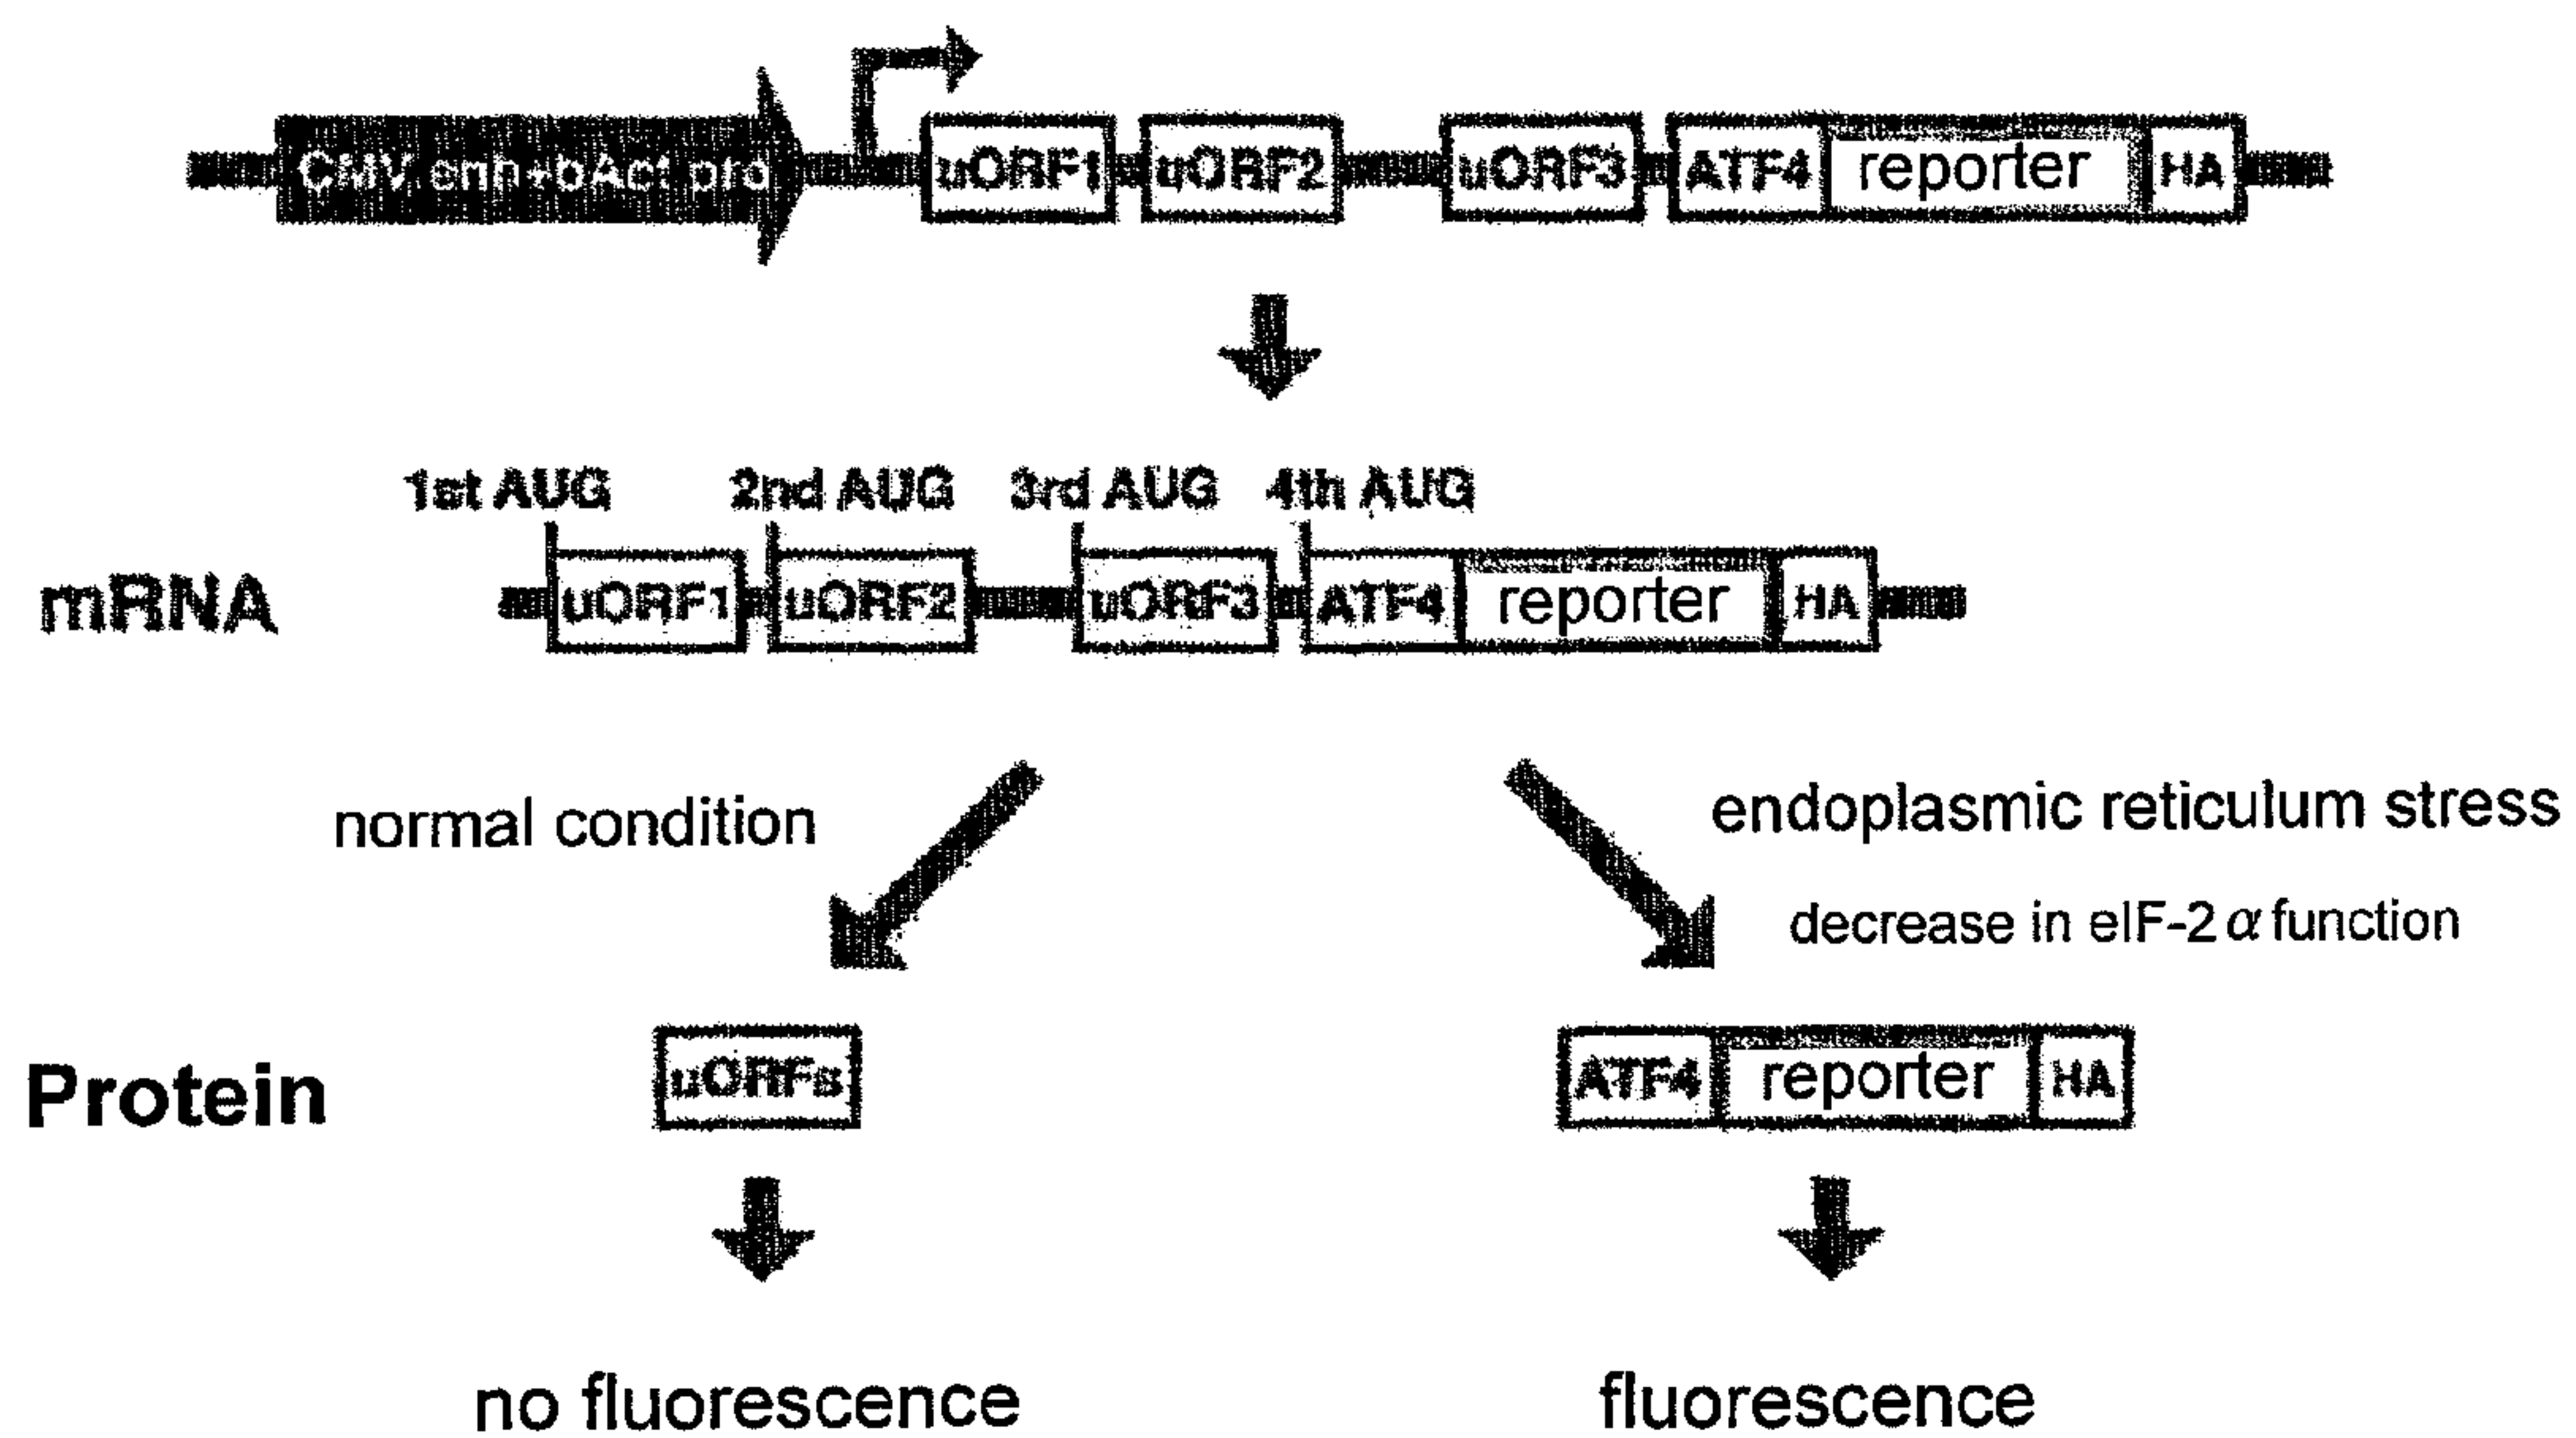 CMV enh+bAct pro
uORF1 uORF2 uORF3 ATF4 reporter HA
1st AUG 2nd AUG 3rd AUG 4th AUG
mRNA
uORF1 uORF2 uORF3 ATF4 reporter HA
normal condition
endoplasmic reticulum stress
decrease in eIF-2α function
Protein
uORFs
ATF4 reporter HA
no fluorescence
fluorescence